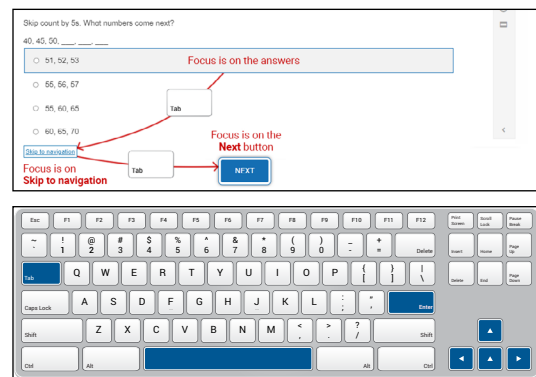 Skip count by 5s. What numbers come next?
40, 45, 50, ___, ___, ___
51, 52, 53
Focus is on the answers
55, 56, 57
55, 60, 65
Tab
60, 65, 70
Focus is on the
Next button
Skip to navigation
Tab
NEXT
Focus is on
Skip to navigation
Esc F1 F2 F3 F4 F5 F6 F7 F8 F9 F10 F11 F12 Print Screen Scroll Lock Pause Break
~ ! @ # $ % ^ & * ( ) - +
` 1 2 3 4 5 6 7 8 9 0 - = Delete Insert Home Page Up
Tab Q W E R T Y U I O P { [ } ] | \ Delete End Page Down
Caps Lock A S D F G H J K L : ; " ' Enter
Shift Z X C V B N M < , > . ? / Shift
Ctrl Alt Alt Ctrl